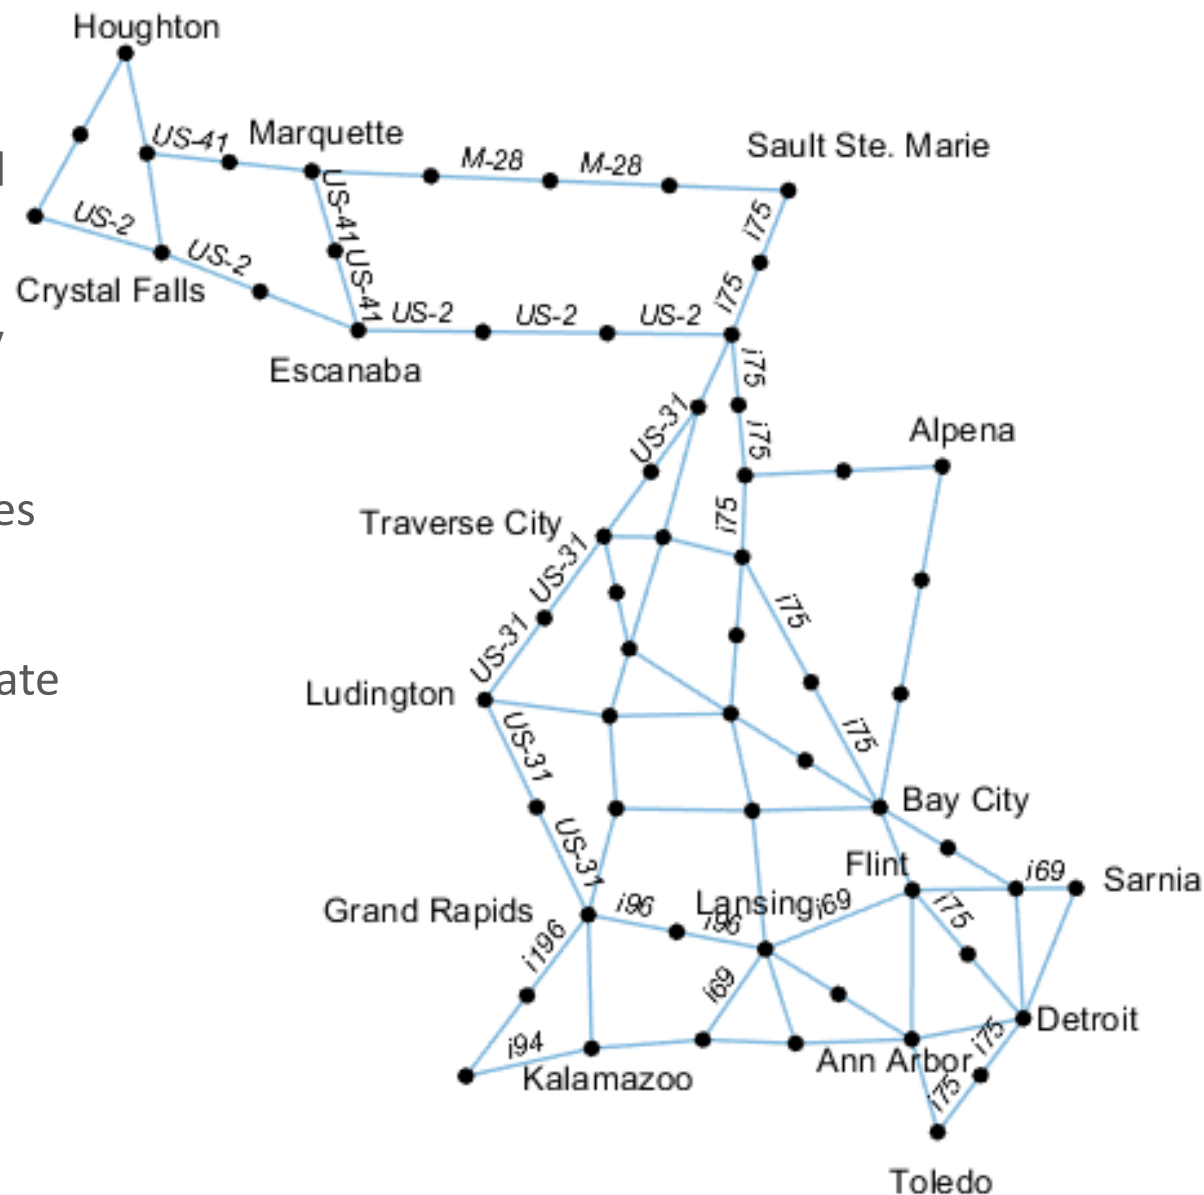 Houghton
US-41 Marquette
M-28
M-28
Sault Ste. Marie
US-2
US-2
US-41
US-41
i75
i75
Crystal Falls
US-2
US-2
US-2
Escanaba
i75
i75
US-31
Alpena
es
i75
Traverse City
US-31
i75
US-31
ate
Ludington
US-31
i75
Bay City
US-31
Flint
i69
Sarnia
Grand Rapids
i96
Lansing
i96
i69
i75
i196
i69
i94
Detroit
i75
Ann Arbor
Kalamazoo
i75
Toledo